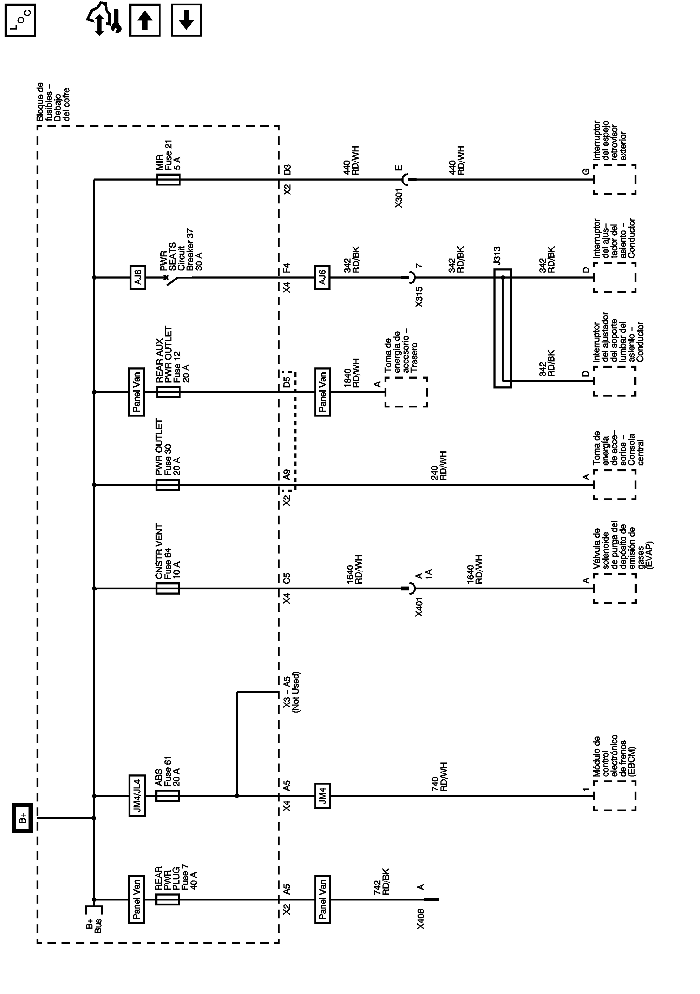 LOC
Bloque de
fusibles –
Debajo
del cofre
B+
B+
Bus
Panel Van
REAR
PWR
PLUG
Fuse 7
40 A
X2
A5
Panel Van
742
RD/BK
X408
A
JM4/JL4
ABS
Fuse 61
20 A
X4
A5
JM4
740
RD/WH
1
Módulo de
control
electrónico
de frenos
(EBCM)
X3 – A5
(Not Used)
CNSTR VENT
Fuse 64
10 A
X4
C5
1640
RD/WH
X401
A
1A
1640
RD/WH
A
Válvula de
solenoide
de purga del
depósito de
emisión de
gases
(EVAP)
PWR OUTLET
Fuse 30
20 A
X2
A9
240
RD/WH
A
Toma de
energía
de acce-
sorios –
Consola
central
Panel Van
REAR AUX
PWR OUTLET
Fuse 12
20 A
D5
Panel Van
1840
RD/WH
A
Toma de
energía de
accesorio –
Trasero
342
RD/BK
D
Interruptor
del ajustador
del soporte
lumbar del
asiento –
Conductor
PWR
SEATS
Circuit
Breaker 37
30 A
X4
F4
AJ6
342
RD/BK
X315
7
342
RD/BK
J313
342
RD/BK
D
Interruptor
del ajus-
tador del
asiento –
Conductor
MIR
Fuse 21
5 A
X2
D3
440
RD/WH
X301
E
440
RD/WH
G
Interruptor
del espejo
retrovisor
exterior